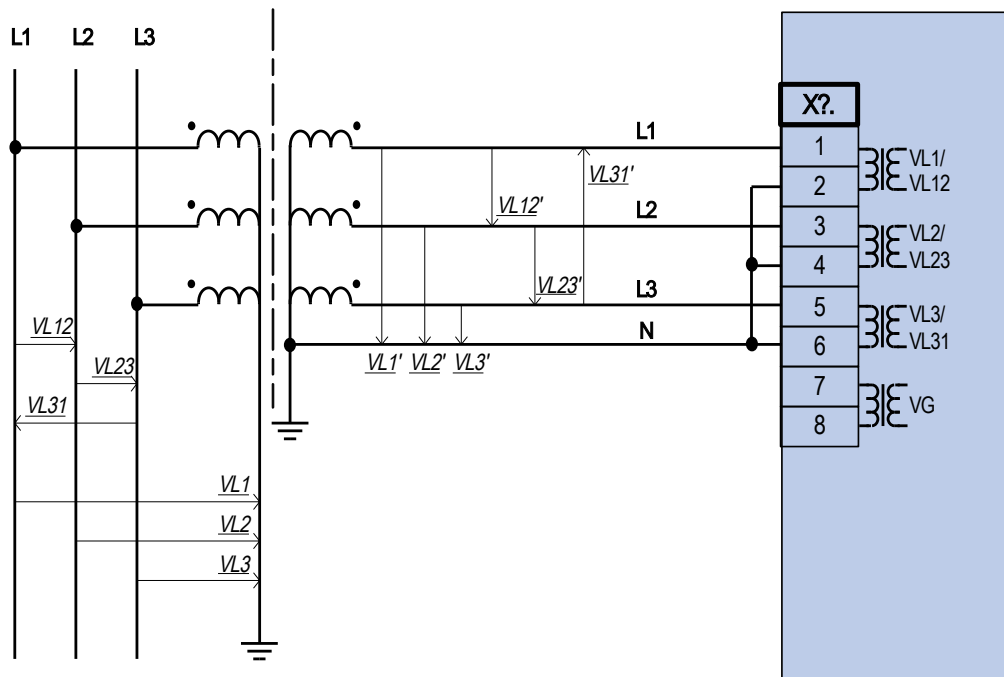 L1 L2 L3
X?.
L1
1
VL1/
VL31'
2
VL12
VL12'
L2
3
VL2/
4
VL23
VL23'
L3
5
VL3/
VL12
N
6
VL31
VL23
VL1' VL2' VL3'
7
VL31
VG
8
VL1
VL2
VL3